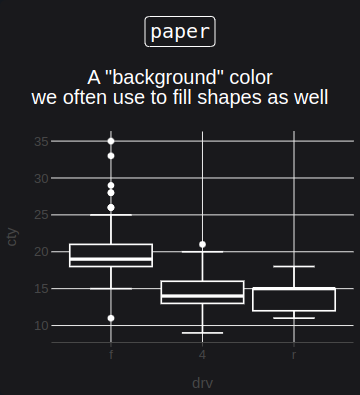 paper
A "background" color
we often use to fill shapes as well
35
30
25
20
15
10
cty
f 4 r
drv